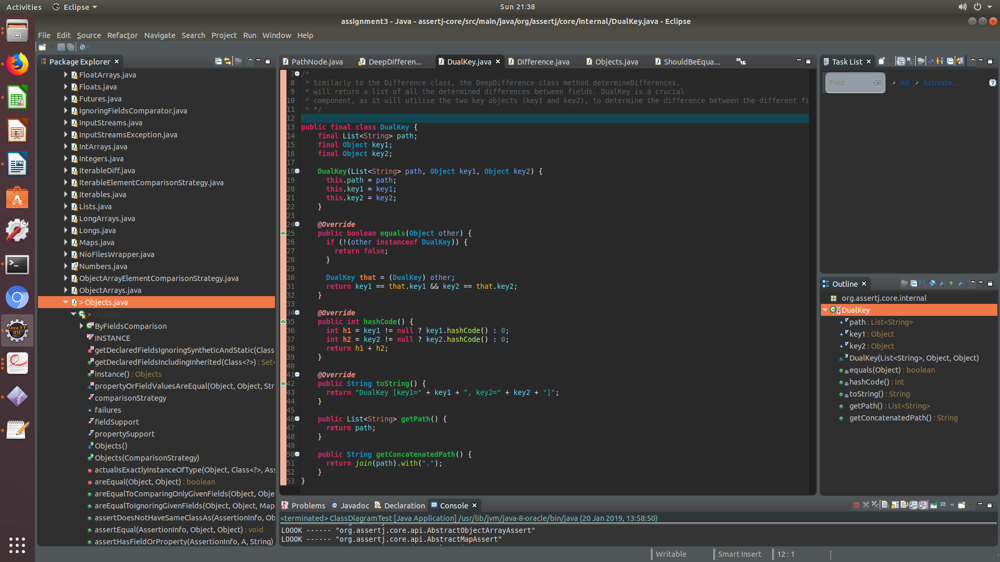 Activities Eclipse Sun 21:38
assignment3 - Java - assertj-core/src/main/java/org/assertj/core/internal/DualKey.java - Eclipse
File Edit Source Refactor Navigate Search Project Run Window Help
Package Explorer
FloatArrays.java
Floats.java
Futures.java
IgnoringFieldsComparator.java
InputStreams.java
InputStreamsException.java
IntArrays.java
Integers.java
IterableDiff.java
IterableElementComparisonStrategy.java
Iterables.java
Lists.java
LongArrays.java
Longs.java
Maps.java
NioFilesWrapper.java
Numbers.java
ObjectArrayElementComparisonStrategy.java
ObjectArrays.java
> Objects.java
> Objects
ByFieldsComparison
INSTANCE
getDeclaredFieldsIgnoringSyntheticAndStatic(Class
getDeclaredFieldsIncludingInherited(Class<?>) : Set<
instance() : Objects
propertyOrFieldValuesAreEqual(Object, Object, Str
comparisonStrategy
failures
fieldSupport
propertySupport
Objects()
Objects(ComparisonStrategy)
actualIsExactlyInstanceOfType(Object, Class<?>, Ass
areEqual(Object, Object) : boolean
areEqualToComparingOnlyGivenFields(Object, Obje
areEqualToIgnoringGivenFields(Object, Object, Map
assertDoesNotHaveSameClassAs(AssertionInfo, Ob
assertEqual(AssertionInfo, Object, Object) : void
assertHasFieldOrProperty(AssertionInfo, A, String)
PathNode.java DeepDifferen... DualKey.java Difference.java Objects.java ShouldBeEqua... »16
7 /*
8 * Similarly to the Difference class, the DeepDifference class method determineDifferences,
9 * will return a list of all the determined differences between fields. DualKey is a crucial
10 * component, as it will utilise the two key objects (key1 and key2), to determine the difference between the different fi
11 * */
12
13 public final class DualKey {
14 final List<String> path;
15 final Object key1;
16 final Object key2;
17
18 DualKey(List<String> path, Object key1, Object key2) {
19 this.path = path;
20 this.key1 = key1;
21 this.key2 = key2;
22 }
23
24 @Override
25 public boolean equals(Object other) {
26 if (!(other instanceof DualKey)) {
27 return false;
28 }
29
30 DualKey that = (DualKey) other;
31 return key1 == that.key1 && key2 == that.key2;
32 }
33
34 @Override
35 public int hashCode() {
36 int h1 = key1 != null ? key1.hashCode() : 0;
37 int h2 = key2 != null ? key2.hashCode() : 0;
38 return h1 + h2;
39 }
40
41 @Override
42 public String toString() {
43 return "DualKey [key1=" + key1 + ", key2=" + key2 + "]";
44 }
45
46 public List<String> getPath() {
47 return path;
48 }
49
50 public String getConcatenatedPath() {
51 return join(path).with(".");
52 }
53 }
Task List
Find All Activate...
Outline
org.assertj.core.internal
DualKey
path : List<String>
key1 : Object
key2 : Object
DualKey(List<String>, Object, Object)
equals(Object) : boolean
hashCode() : int
toString() : String
getPath() : List<String>
getConcatenatedPath() : String
Problems Javadoc Declaration Console
<terminated> ClassDiagramTest [Java Application] /usr/lib/jvm/java-8-oracle/bin/java (20 Jan 2019, 13:58:50)
LOOOK ------ "org.assertj.core.api.AbstractObjectArrayAssert"
LOOOK ------ "org.assertj.core.api.AbstractMapAssert"
Writable Smart Insert 12 : 1
Java EE
IDE